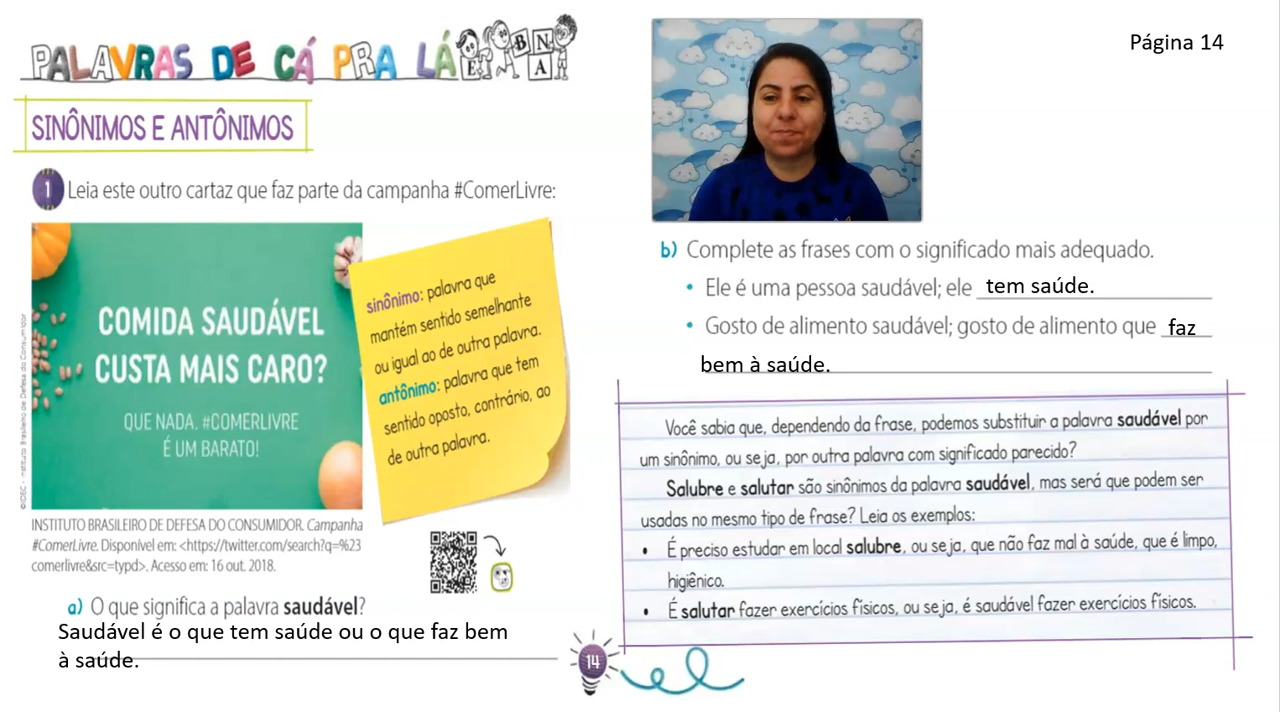 PALAVRAS DE CÁ PRA LÁ
E B N A
SINÔNIMOS E ANTÔNIMOS
1 Leia este outro cartaz que faz parte da campanha #ComerLivre:
COMIDA SAUDÁVEL
CUSTA MAIS CARO?
QUE NADA. #COMERLIVRE
É UM BARATO!
©IDEC - Instituto Brasileiro de Defesa do Consumidor
sinônimo: palavra que
mantém sentido semelhante
ou igual ao de outra palavra.
antônimo: palavra que tem
sentido oposto, contrário, ao
de outra palavra.
INSTITUTO BRASILEIRO DE DEFESA DO CONSUMIDOR. Campanha
#ComerLivre. Disponível em: <https://twitter.com/search?q=%23
comerlivre&src=typd>. Acesso em: 16 out. 2018.
a) O que significa a palavra saudável?
Saudável é o que tem saúde ou o que faz bem
à saúde.
14
Página 14
b) Complete as frases com o significado mais adequado.
• Ele é uma pessoa saudável; ele tem saúde.
• Gosto de alimento saudável; gosto de alimento que faz
bem à saúde.
Você sabia que, dependendo da frase, podemos substituir a palavra saudável por
um sinônimo, ou seja, por outra palavra com significado parecido?
Salubre e salutar são sinônimos da palavra saudável, mas será que podem ser
usadas no mesmo tipo de frase? Leia os exemplos:
• É preciso estudar em local salubre, ou seja, que não faz mal à saúde, que é limpo,
higiênico.
• É salutar fazer exercícios físicos, ou seja, é saudável fazer exercícios físicos.